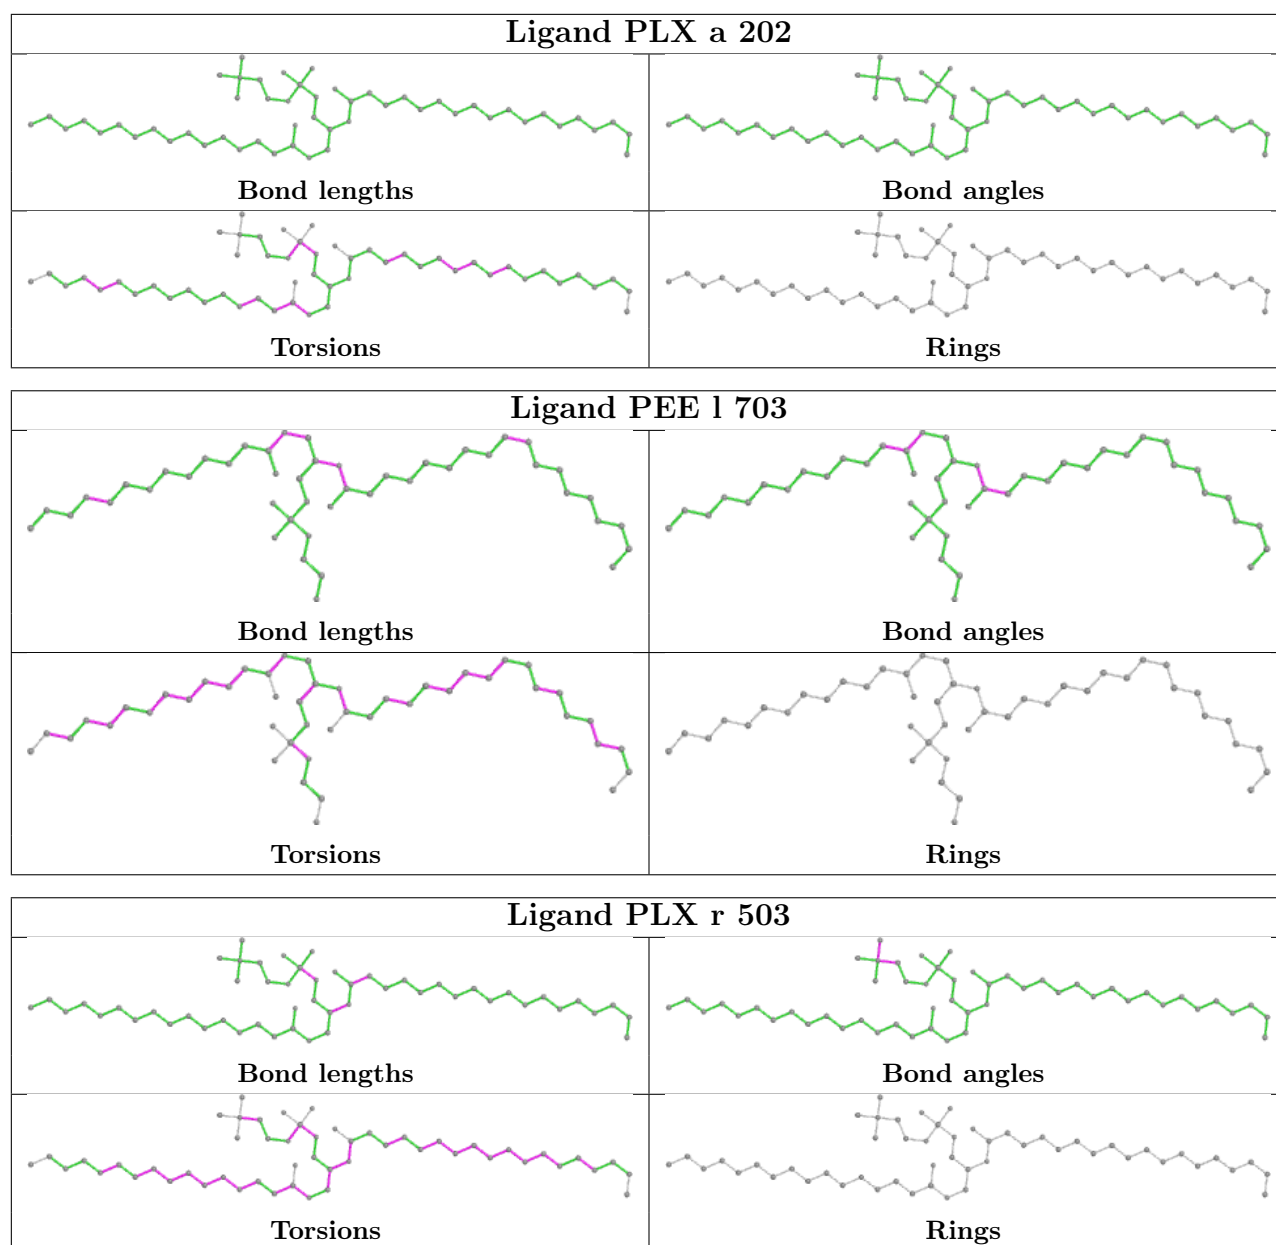 Ligand PLX a 202
Bond lengths
Bond angles
Torsions
Rings
Ligand PEE l 703
Bond lengths
Bond angles
Torsions
Rings
Ligand PLX r 503
Bond lengths
Bond angles
Torsions
Rings